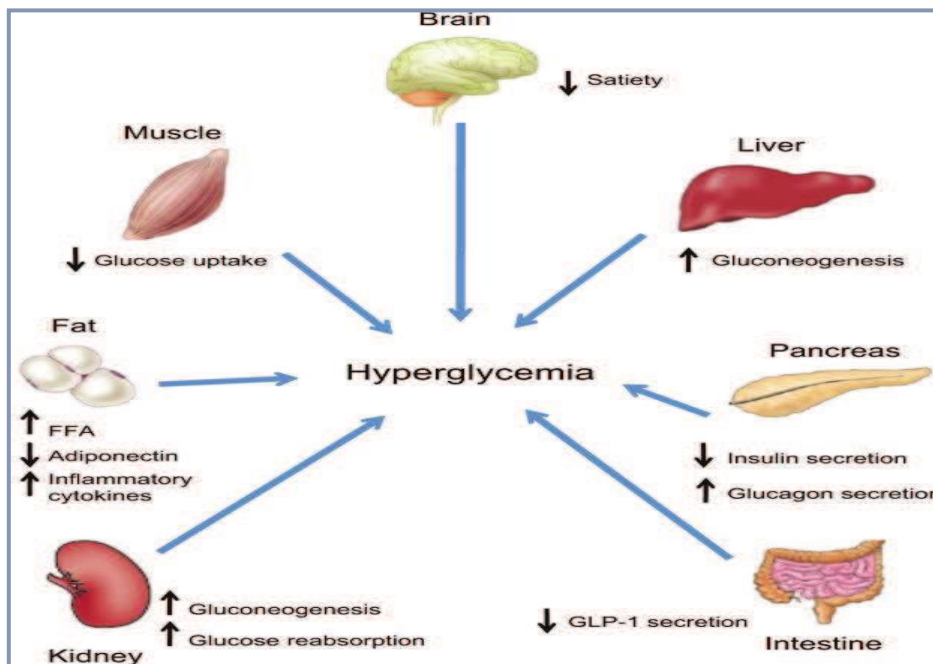 Brain
↓ Satiety
Muscle
↓ Glucose uptake
Liver
↑ Gluconeogenesis
Fat
↑ FFA
↓ Adiponectin
↑ Inflammatory
cytokines
Hyperglycemia
Pancreas
↓ Insulin secretion
↑ Glucagon secretion
↑ Gluconeogenesis
↑ Glucose reabsorption
Kidney
↓ GLP-1 secretion
Intestine